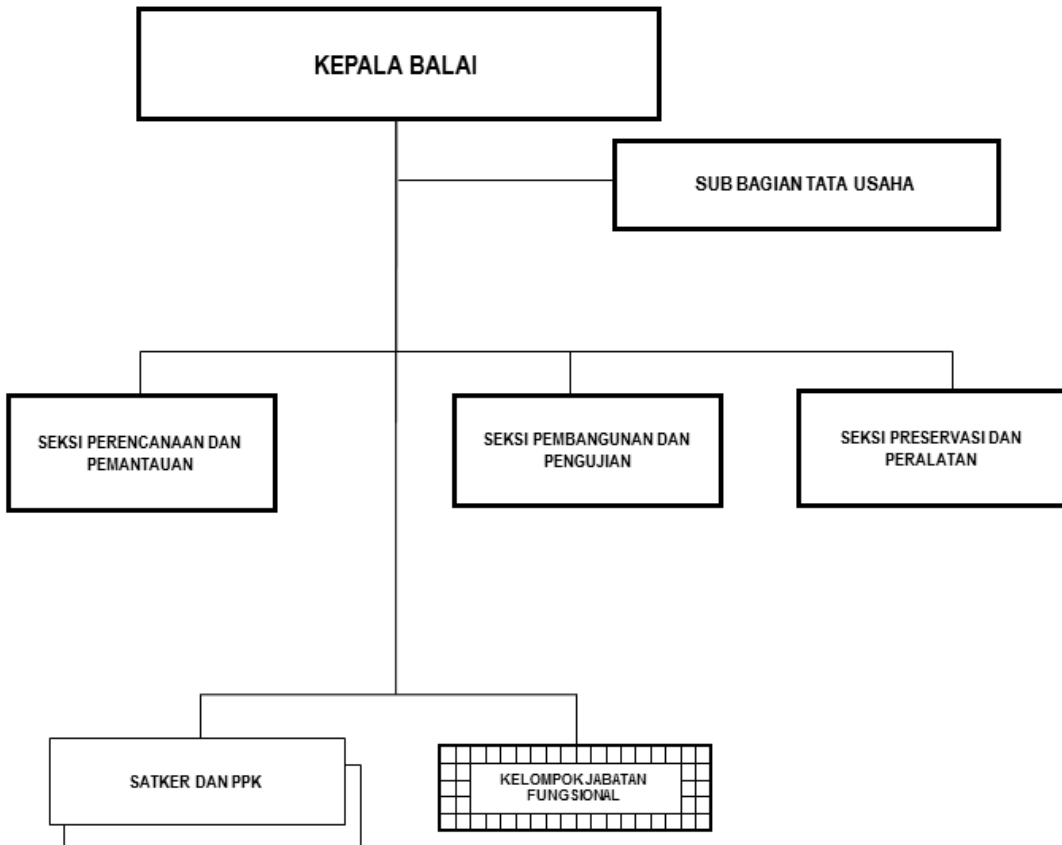 KEPALA BALAI
SUB BAGIAN TATA USAHA
SEKSI PERENCANAAN DAN
PEMANTAUAN
SEKSI PEMBANGUNAN DAN
PENGUJIAN
SEKSI PRESERVASI DAN
PERALATAN
SATKER DAN PPK
KELOMPOK JABATAN
FUNGSIONAL